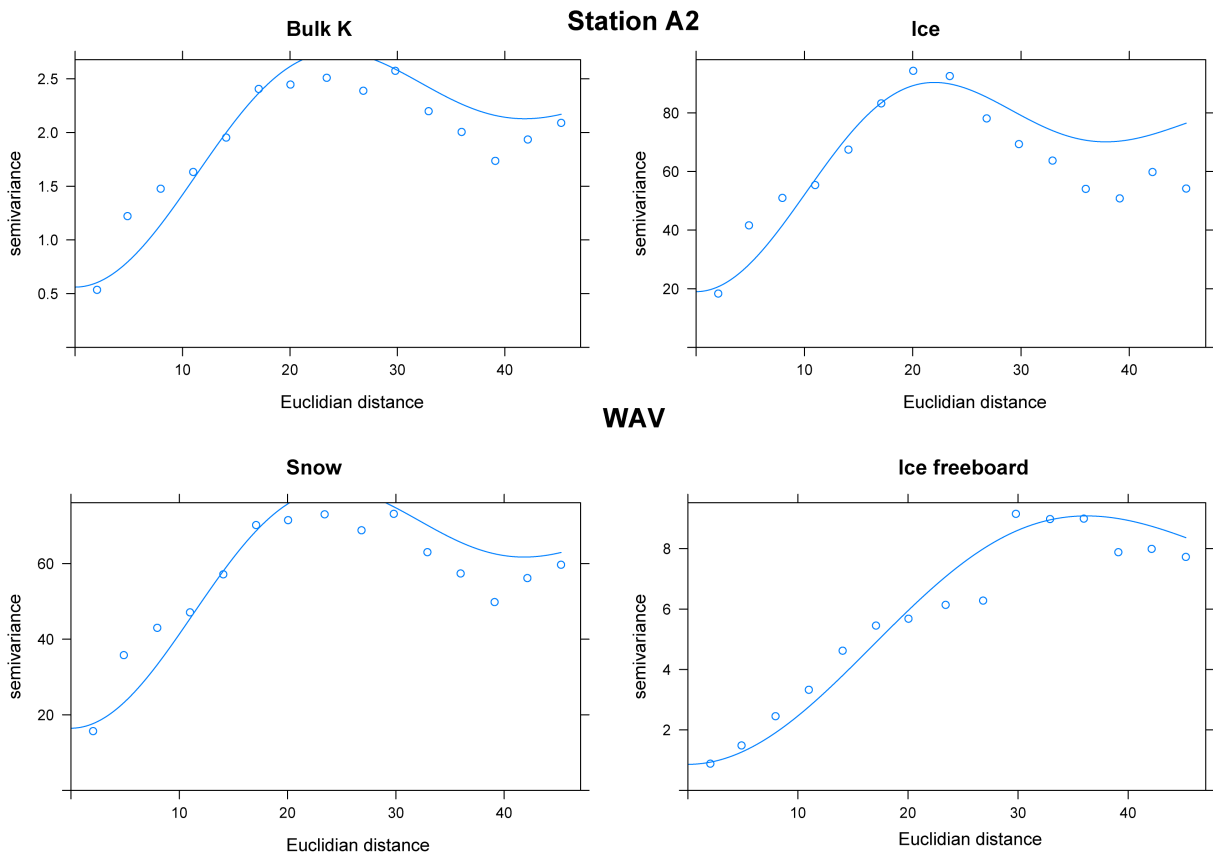 Station A2
Bulk K
Ice
2.5
2.0
1.5
1.0
0.5
semivariance
10 20 30 40
Euclidian distance
80
60
40
20
semivariance
10 20 30 40
Euclidian distance
WAV
Snow
Ice freeboard
60
40
20
semivariance
10 20 30 40
Euclidian distance
8
6
4
2
semivariance
10 20 30 40
Euclidian distance